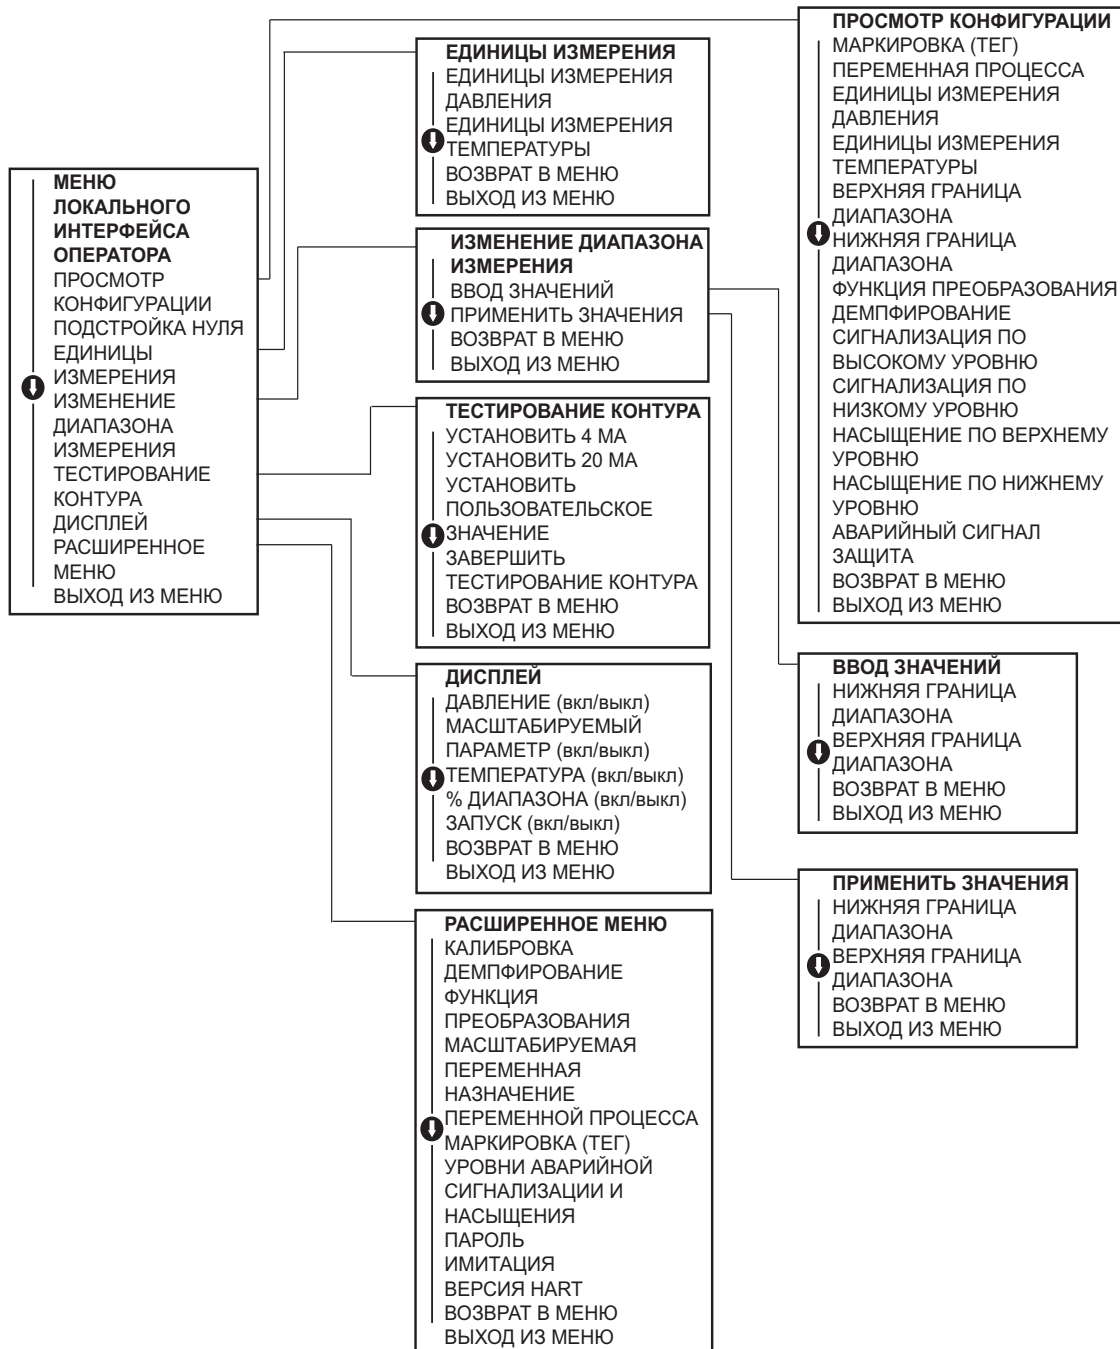 МЕНЮ
ЛОКАЛЬНОГО
ИНТЕРФЕЙСА
ОПЕРАТОРА
ПРОСМОТР
КОНФИГУРАЦИИ
ПОДСТРОЙКА НУЛЯ
ЕДИНИЦЫ
ИЗМЕРЕНИЯ
ИЗМЕНЕНИЕ
ДИАПАЗОНА
ИЗМЕРЕНИЯ
ТЕСТИРОВАНИЕ
КОНТУРА
ДИСПЛЕЙ
РАСШИРЕННОЕ
МЕНЮ
ВЫХОД ИЗ МЕНЮ
ЕДИНИЦЫ ИЗМЕРЕНИЯ
ЕДИНИЦЫ ИЗМЕРЕНИЯ
ДАВЛЕНИЯ
ЕДИНИЦЫ ИЗМЕРЕНИЯ
ТЕМПЕРАТУРЫ
ВОЗВРАТ В МЕНЮ
ВЫХОД ИЗ МЕНЮ
ИЗМЕНЕНИЕ ДИАПАЗОНА
ИЗМЕРЕНИЯ
ВВОД ЗНАЧЕНИЙ
ПРИМЕНИТЬ ЗНАЧЕНИЯ
ВОЗВРАТ В МЕНЮ
ВЫХОД ИЗ МЕНЮ
ТЕСТИРОВАНИЕ КОНТУРА
УСТАНОВИТЬ 4 МА
УСТАНОВИТЬ 20 МА
УСТАНОВИТЬ
ПОЛЬЗОВАТЕЛЬСКОЕ
ЗНАЧЕНИЕ
ЗАВЕРШИТЬ
ТЕСТИРОВАНИЕ КОНТУРА
ВОЗВРАТ В МЕНЮ
ВЫХОД ИЗ МЕНЮ
ДИСПЛЕЙ
ДАВЛЕНИЕ (вкл/выкл)
МАСШТАБИРУЕМЫЙ
ПАРАМЕТР (вкл/выкл)
ТЕМПЕРАТУРА (вкл/выкл)
% ДИАПАЗОНА (вкл/выкл)
ЗАПУСК (вкл/выкл)
ВОЗВРАТ В МЕНЮ
ВЫХОД ИЗ МЕНЮ
РАСШИРЕННОЕ МЕНЮ
КАЛИБРОВКА
ДЕМПФИРОВАНИЕ
ФУНКЦИЯ
ПРЕОБРАЗОВАНИЯ
МАСШТАБИРУЕМАЯ
ПЕРЕМЕННАЯ
НАЗНАЧЕНИЕ
ПЕРЕМЕННОЙ ПРОЦЕССА
МАРКИРОВКА (ТЕГ)
УРОВНИ АВАРИЙНОЙ
СИГНАЛИЗАЦИИ И
НАСЫЩЕНИЯ
ПАРОЛЬ
ИМИТАЦИЯ
ВЕРСИЯ HART
ВОЗВРАТ В МЕНЮ
ВЫХОД ИЗ МЕНЮ
ПРОСМОТР КОНФИГУРАЦИИ
МАРКИРОВКА (ТЕГ)
ПЕРЕМЕННАЯ ПРОЦЕССА
ЕДИНИЦЫ ИЗМЕРЕНИЯ
ДАВЛЕНИЯ
ЕДИНИЦЫ ИЗМЕРЕНИЯ
ТЕМПЕРАТУРЫ
ВЕРХНЯЯ ГРАНИЦА
ДИАПАЗОНА
НИЖНЯЯ ГРАНИЦА
ДИАПАЗОНА
ФУНКЦИЯ ПРЕОБРАЗОВАНИЯ
ДЕМПФИРОВАНИЕ
СИГНАЛИЗАЦИЯ ПО
ВЫСОКОМУ УРОВНЮ
СИГНАЛИЗАЦИЯ ПО
НИЗКОМУ УРОВНЮ
НАСЫЩЕНИЕ ПО ВЕРХНЕМУ
УРОВНЮ
НАСЫЩЕНИЕ ПО НИЖНЕМУ
УРОВНЮ
АВАРИЙНЫЙ СИГНАЛ
ЗАЩИТА
ВОЗВРАТ В МЕНЮ
ВЫХОД ИЗ МЕНЮ
ВВОД ЗНАЧЕНИЙ
НИЖНЯЯ ГРАНИЦА
ДИАПАЗОНА
ВЕРХНЯЯ ГРАНИЦА
ДИАПАЗОНА
ВОЗВРАТ В МЕНЮ
ВЫХОД ИЗ МЕНЮ
ПРИМЕНИТЬ ЗНАЧЕНИЯ
НИЖНЯЯ ГРАНИЦА
ДИАПАЗОНА
ВЕРХНЯЯ ГРАНИЦА
ДИАПАЗОНА
ВОЗВРАТ В МЕНЮ
ВЫХОД ИЗ МЕНЮ